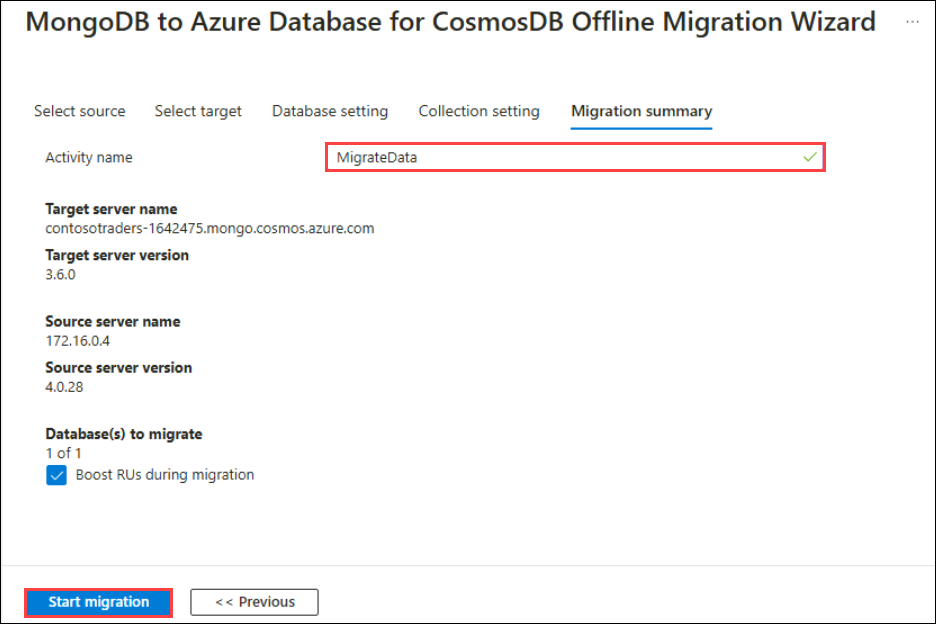 MongoDB to Azure Database for CosmosDB Offline Migration Wizard ...
Select source Select target Database setting Collection setting Migration summary
Activity name MigrateData
Target server name
contosotraders-1642475.mongo.cosmos.azure.com
Target server version
3.6.0
Source server name
172.16.0.4
Source server version
4.0.28
Database(s) to migrate
1 of 1
Boost RUs during migration
Start migration << Previous